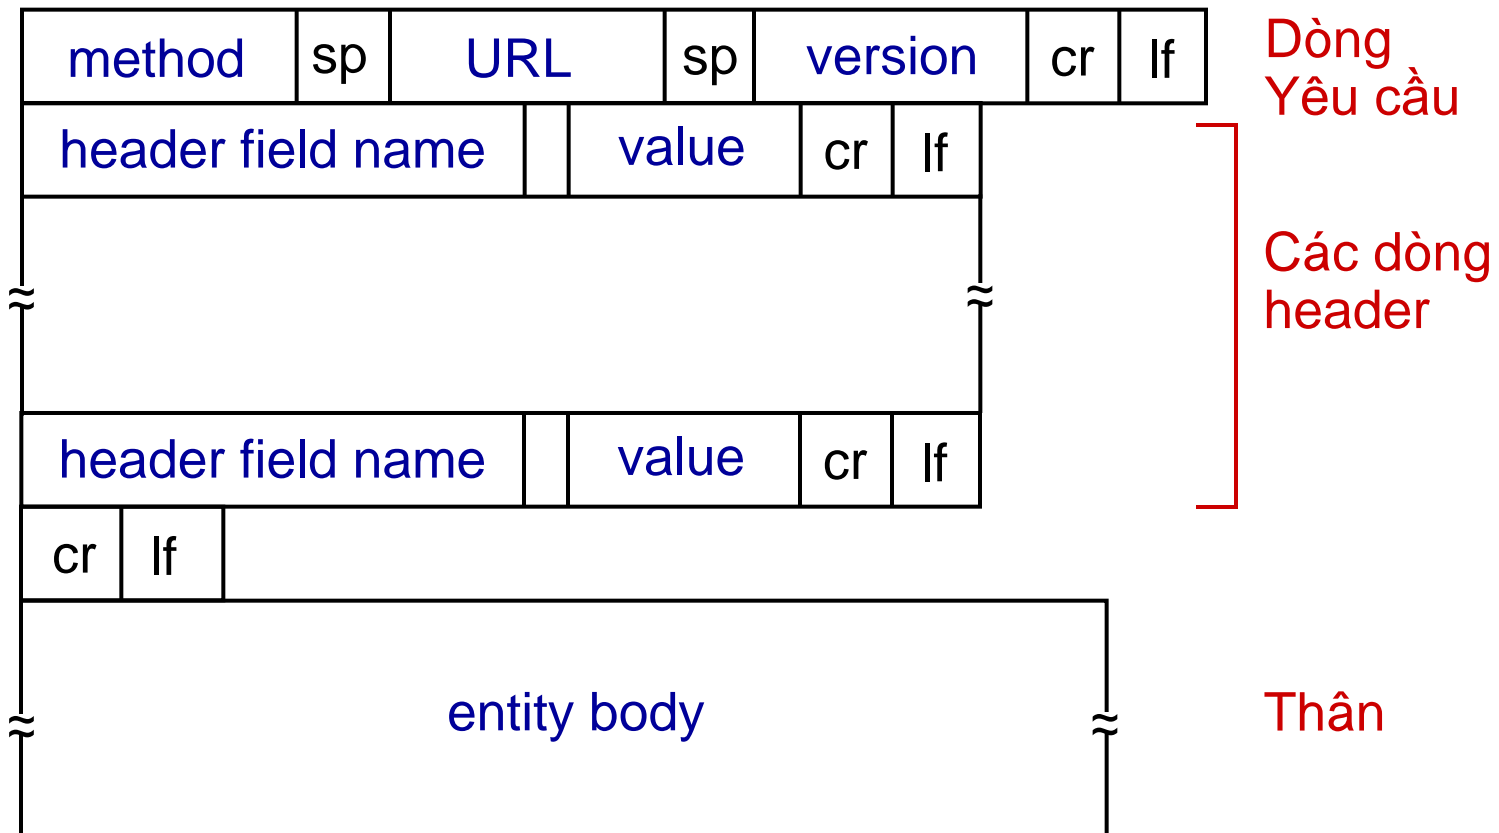 method sp URL sp version cr lf
Dòng
Yêu cầu
header field name value cr lf
Các dòng
header
header field name value cr lf
cr lf
entity body
Thân